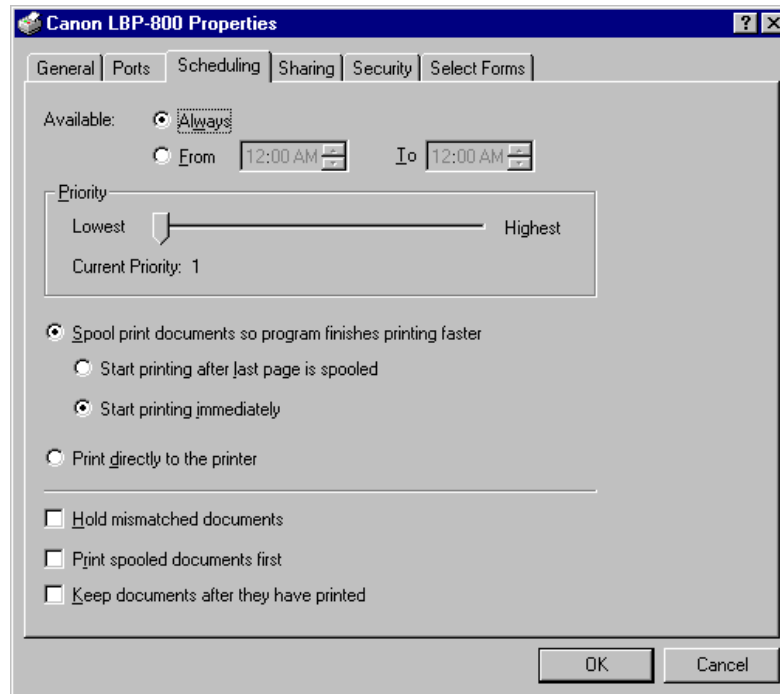 Canon LBP-800 Properties
General Ports Scheduling Sharing Security Select Forms
Available: Always
From 12:00 AM To 12:00 AM
Priority
Lowest Highest
Current Priority: 1
Spool print documents so program finishes printing faster
Start printing after last page is spooled
Start printing immediately
Print directly to the printer
Hold mismatched documents
Print spooled documents first
Keep documents after they have printed
OK Cancel